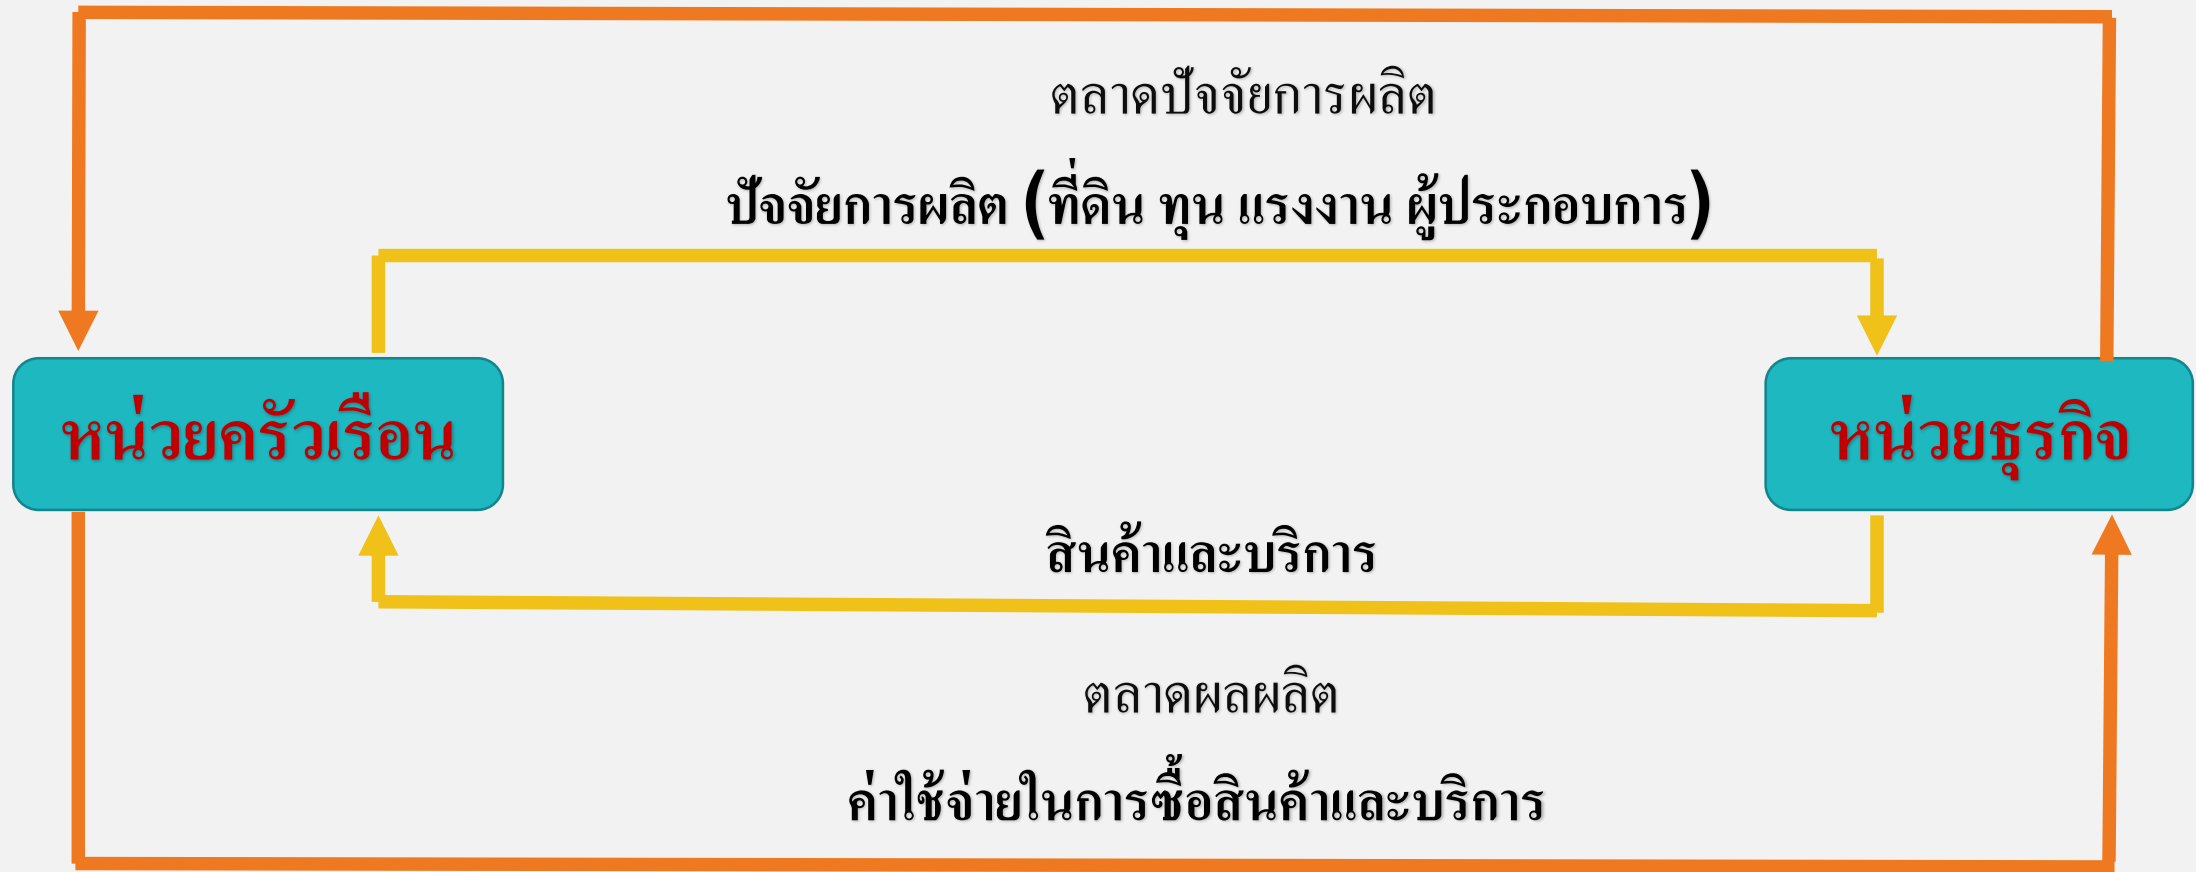 ตลาดปัจจัยการผลิต
ปัจจัยการผลิต (ที่ดิน ทุน แรงงาน ผู้ประกอบการ)
หน่วยครัวเรือน
หน่วยธุรกิจ
สินค้าและบริการ
ตลาดผลผลิต
ค่าใช้จ่ายในการซื้อสินค้าและบริการ